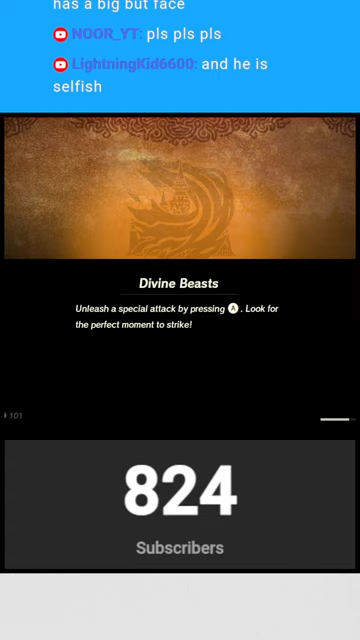 has a big but face
NOOR_YT: pls pls pls
LightningKid6600: and he is
selfish
Divine Beasts
Unleash a special attack by pressing A . Look for
the perfect moment to strike!
101
824
Subscribers